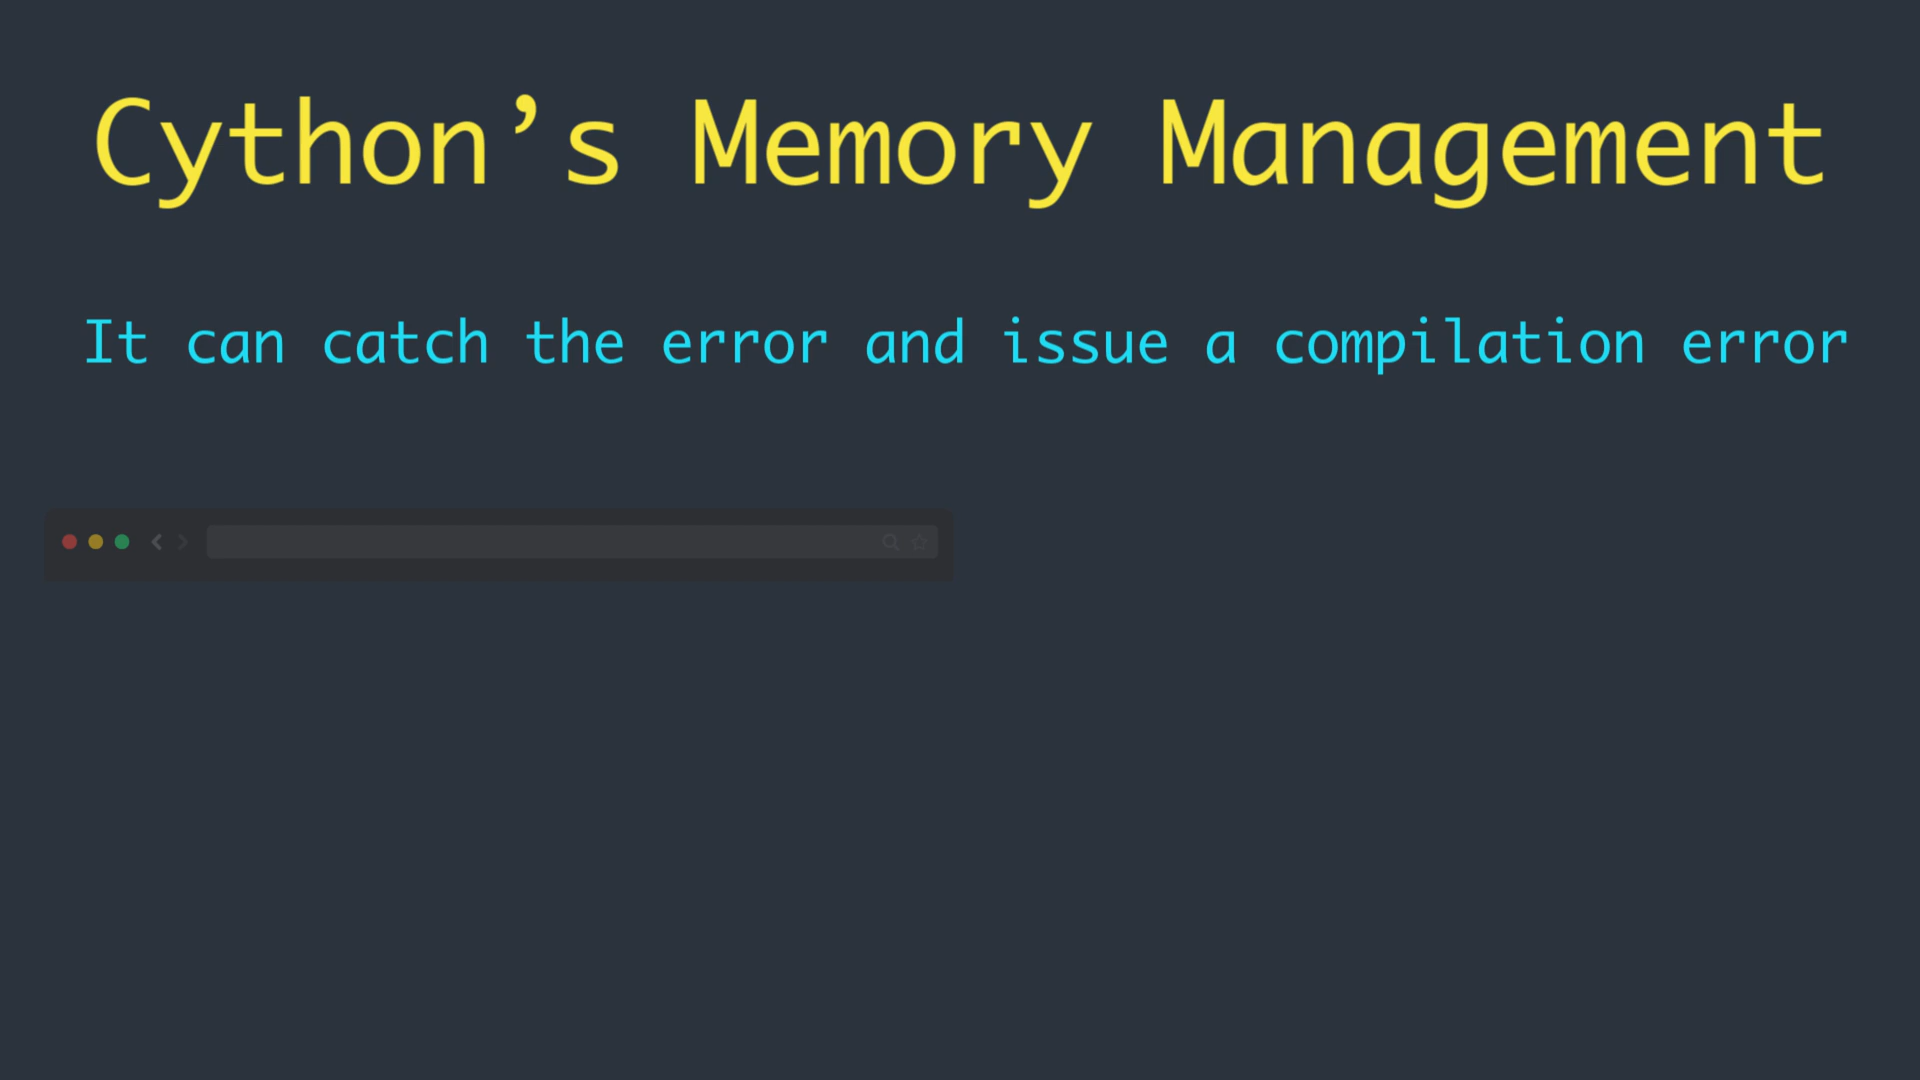 Cython’s Memory Management
It can catch the error and issue a compilation error